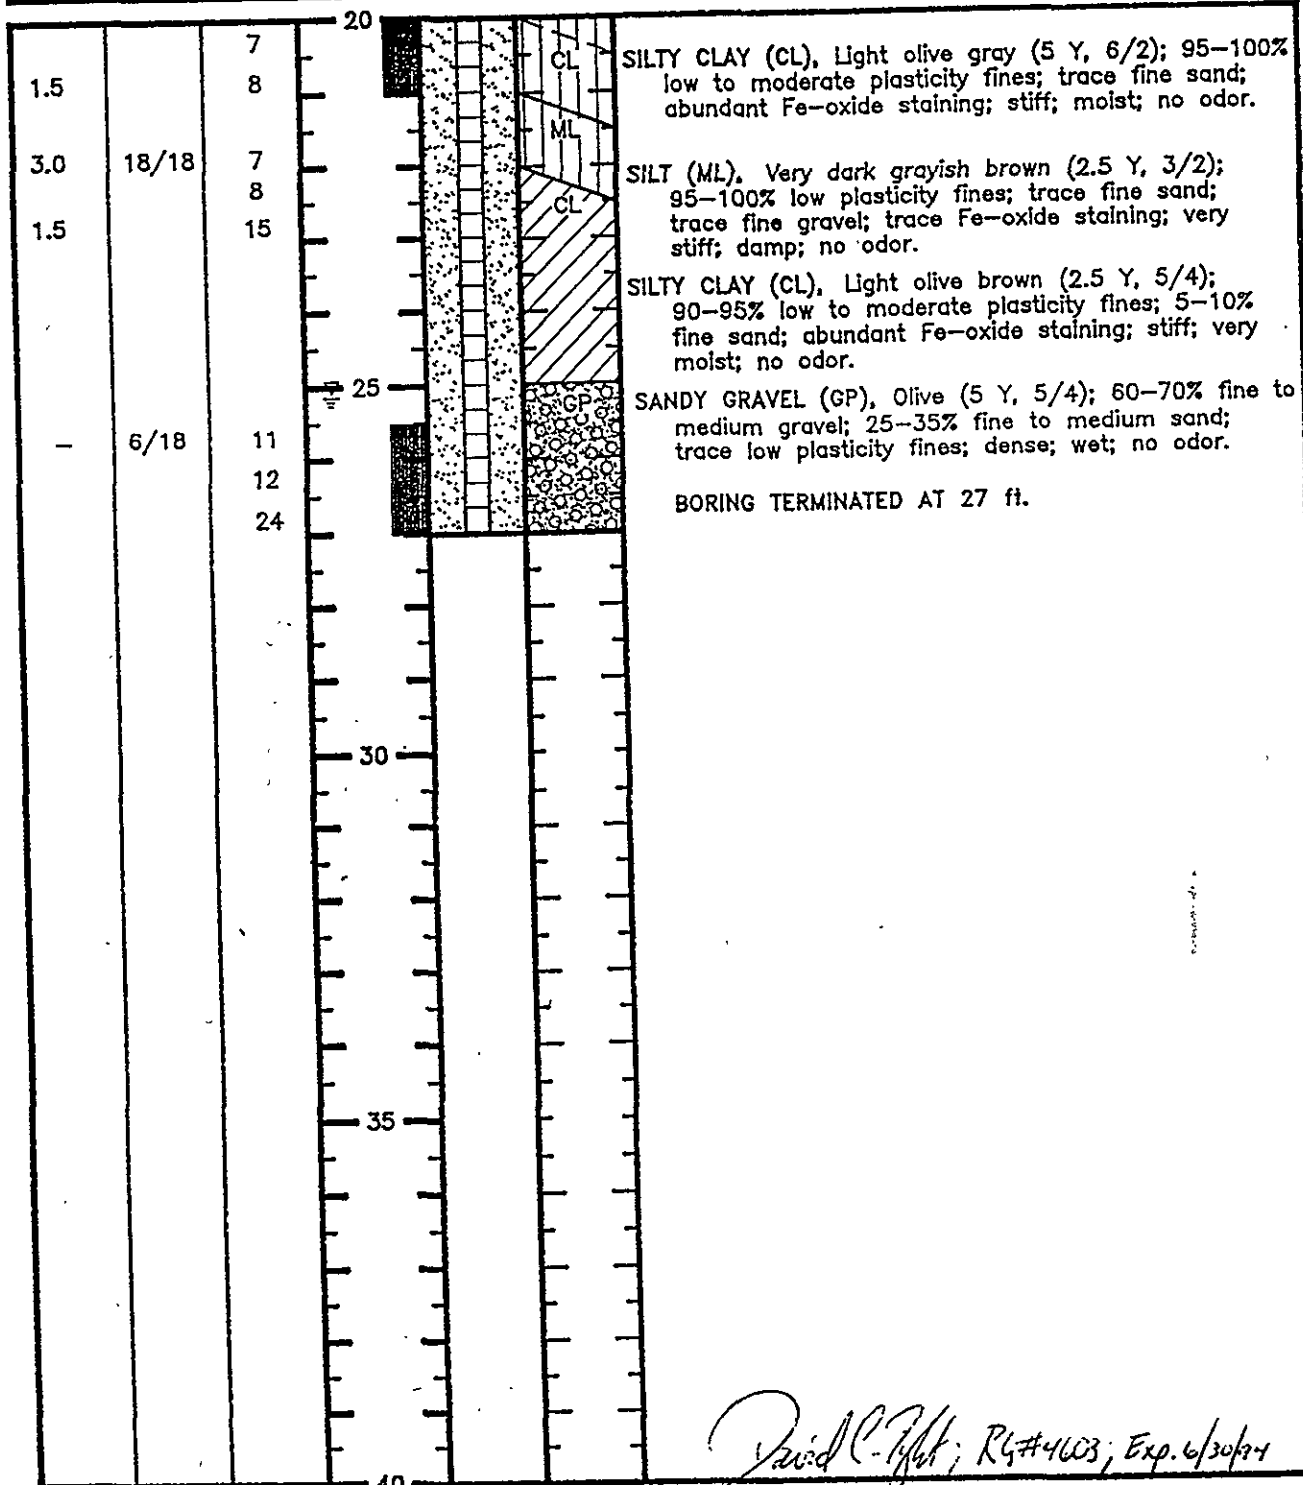 20
7
CL
SILTY CLAY (CL), Light olive gray (5 Y, 6/2); 95-100%
1.5
8
low to moderate plasticity fines; trace fine sand;
abundant Fe-oxide staining; stiff; moist; no odor.
ML
3.0 18/18 7
SILT (ML), Very dark grayish brown (2.5 Y, 3/2);
8
95-100% low plasticity fines; trace fine sand;
CL
1.5
15
trace fine gravel; trace Fe-oxide staining; very
stiff; damp; no odor.
SILTY CLAY (CL), Light olive brown (2.5 Y, 5/4);
90-95% low to moderate plasticity fines; 5-10%
fine sand; abundant Fe-oxide staining; stiff; very
moist; no odor.
25
GP
SANDY GRAVEL (GP), Olive (5 Y, 5/4); 60-70% fine to
- 6/18 11
medium gravel; 25-35% fine to medium sand;
trace low plasticity fines; dense; wet; no odor.
12
BORING TERMINATED AT 27 ft.
24
30
35
David C. RG#4603; Exp. 6/30/94
40